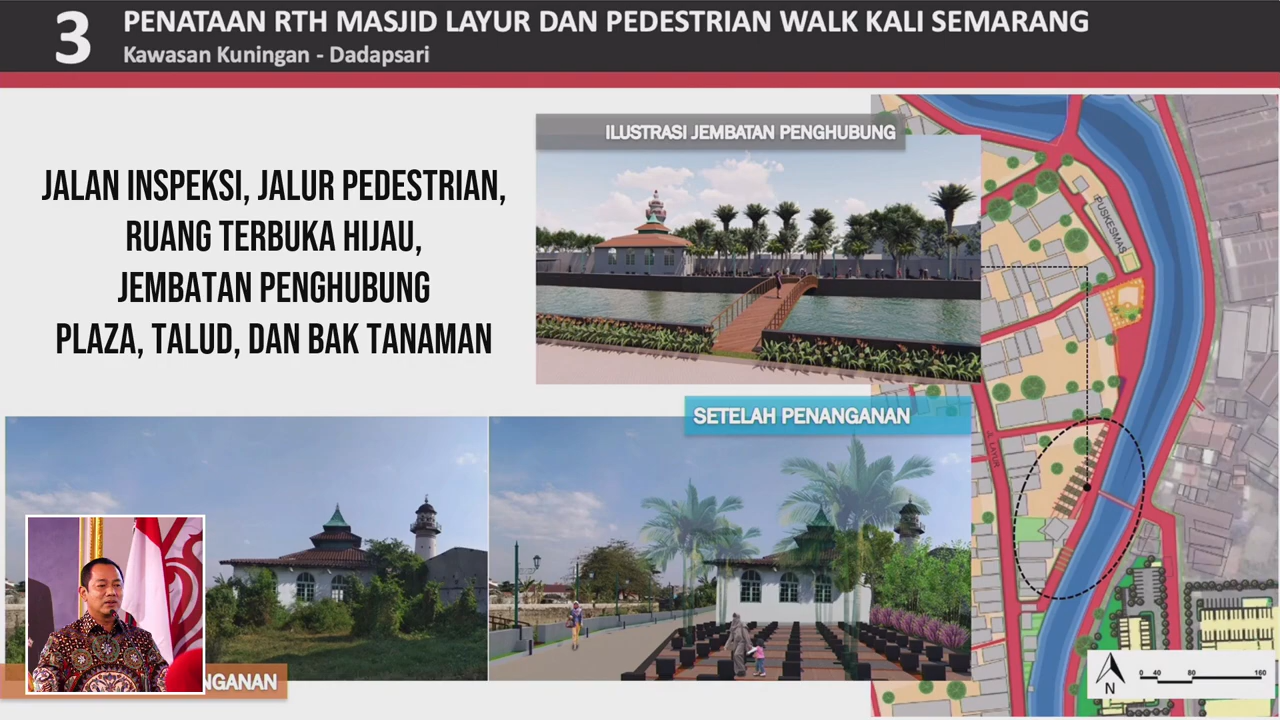 3
PENATAAN RTH MASJID LAYUR DAN PEDESTRIAN WALK KALI SEMARANG
Kawasan Kuningan - Dadapsari
JALAN INSPEKSI, JALUR PEDESTRIAN,
RUANG TERBUKA HIJAU,
JEMBATAN PENGHUBUNG
PLAZA, TALUD, DAN BAK TANAMAN
ILUSTRASI JEMBATAN PENGHUBUNG
PUSKESMAS
SETELAH PENANGANAN
JL. LAYUR
NGANAN
N
0 40 80 160